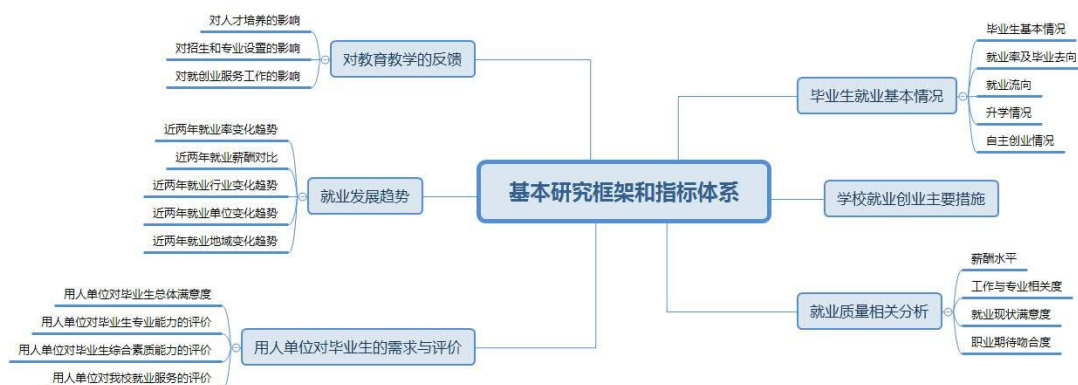 基本研究框架和指标体系
毕业生就业基本情况
毕业生基本情况
就业率及毕业去向
就业流向
升学情况
自主创业情况
学校就业创业主要措施
就业质量相关分析
薪酬水平
工作与专业相关度
就业现状满意度
职业期待吻合度
用人单位对毕业生的需求与评价
用人单位对毕业生总体满意度
用人单位对毕业生专业能力的评价
用人单位对毕业生综合素质能力的评价
用人单位对我校就业服务的评价
就业发展趋势
近两年就业率变化趋势
近两年就业薪酬对比
近两年就业行业变化趋势
近两年就业单位变化趋势
近两年就业地域变化趋势
对教育教学的反馈
对人才培养的影响
对招生和专业设置的影响
对就创业服务工作的影响